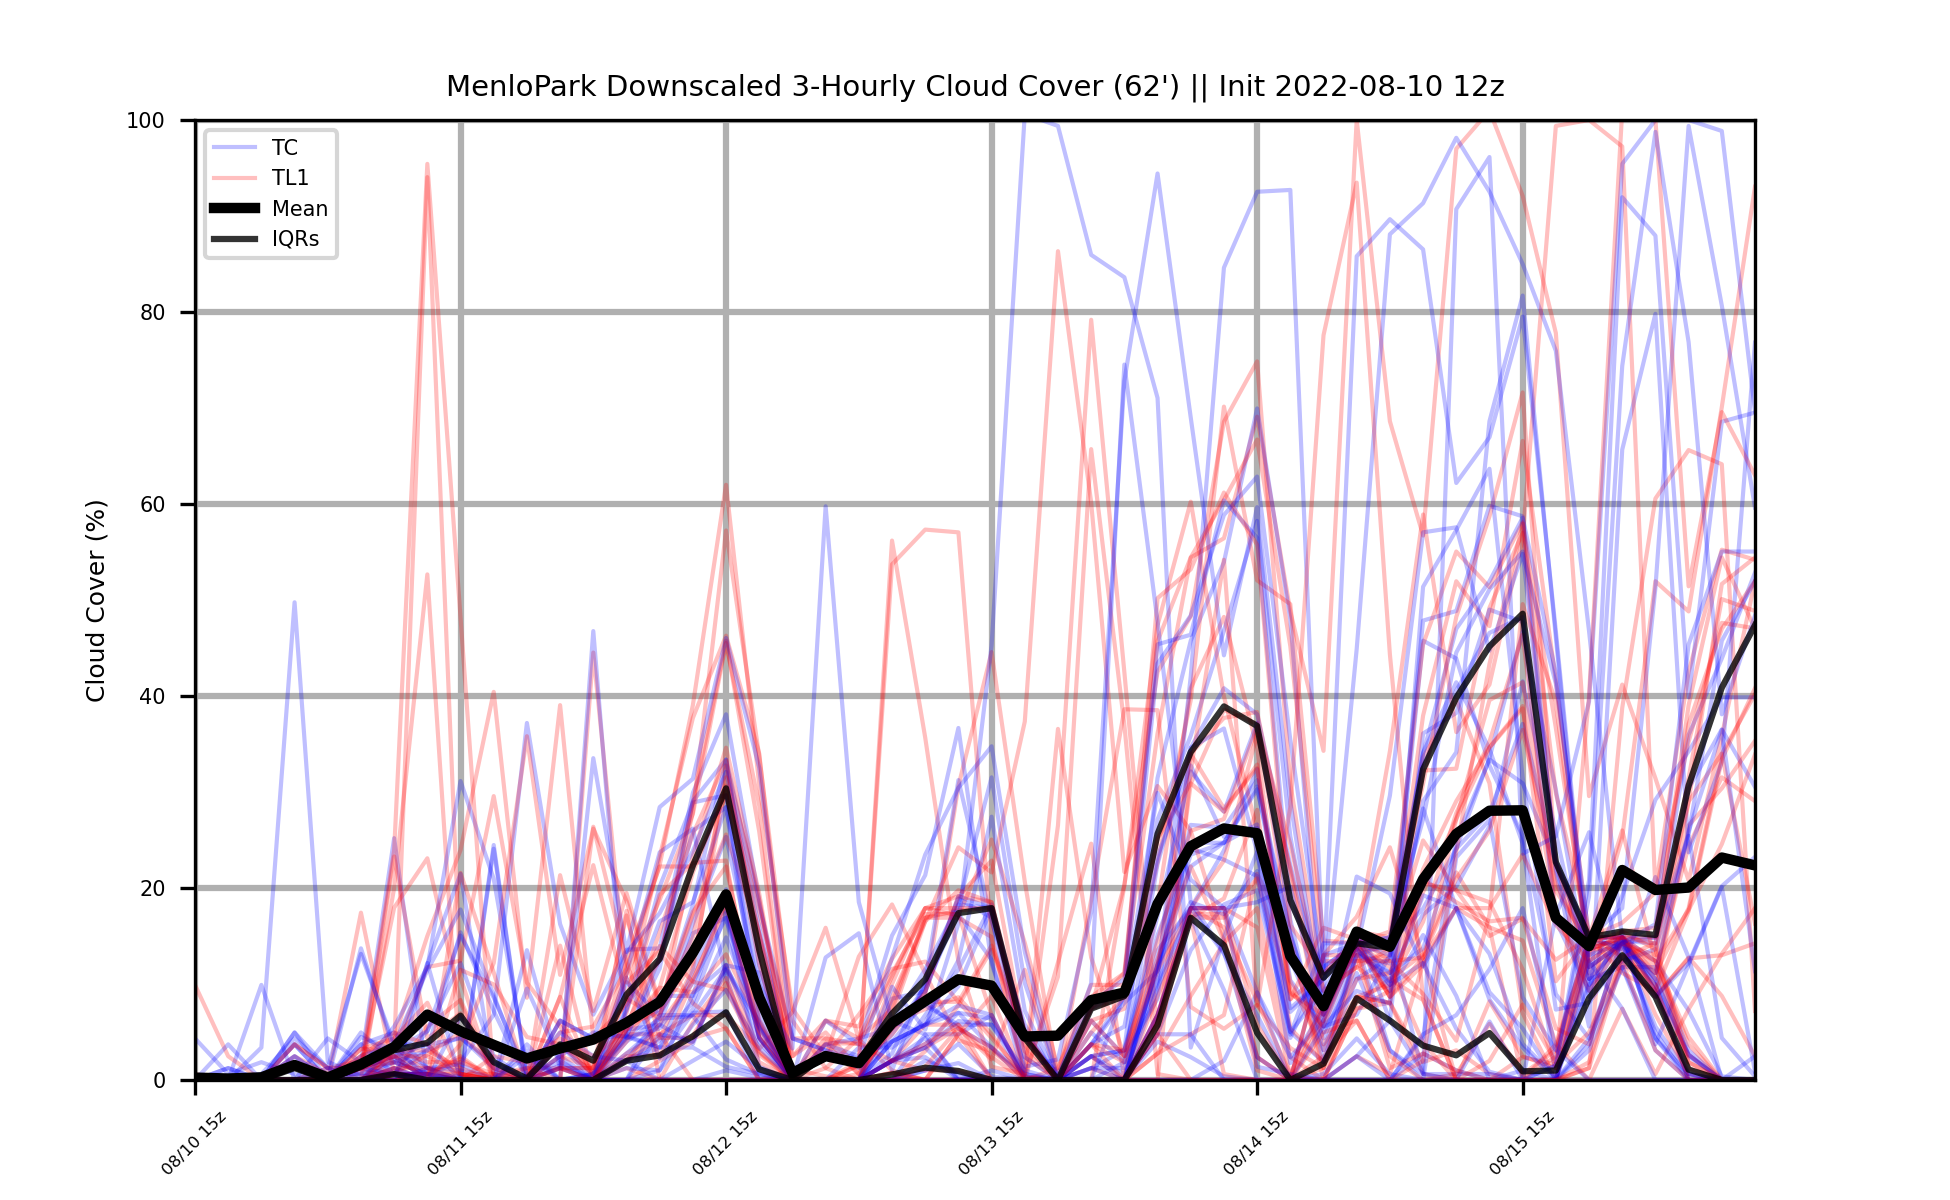 MenloPark Downscaled 3-Hourly Cloud Cover (62') || Init 2022-08-10 12z
100
80
60
40
20
0
Cloud Cover (%)
TC
TL1
Mean
IQRs
08/10 15z
08/11 15z
08/12 15z
08/13 15z
08/14 15z
08/15 15z